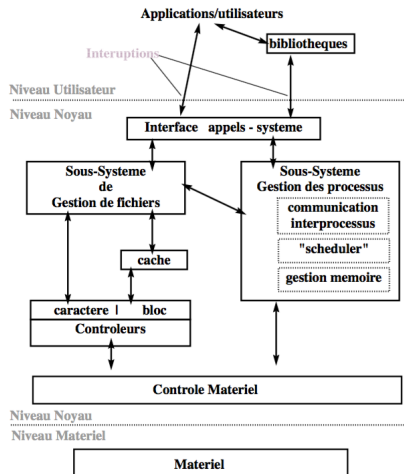 Applications/utilisateurs
bibliotheques
Interuptions
Niveau Utilisateur
Niveau Noyau
Interface appels - systeme
Sous-Systeme
de
Gestion de fichiers
Sous-Systeme
Gestion des processus
communication
interprocessus
"scheduler"
gestion memoire
cache
caractere | bloc
Controleurs
Controle Materiel
Niveau Noyau
Niveau Materiel
Materiel